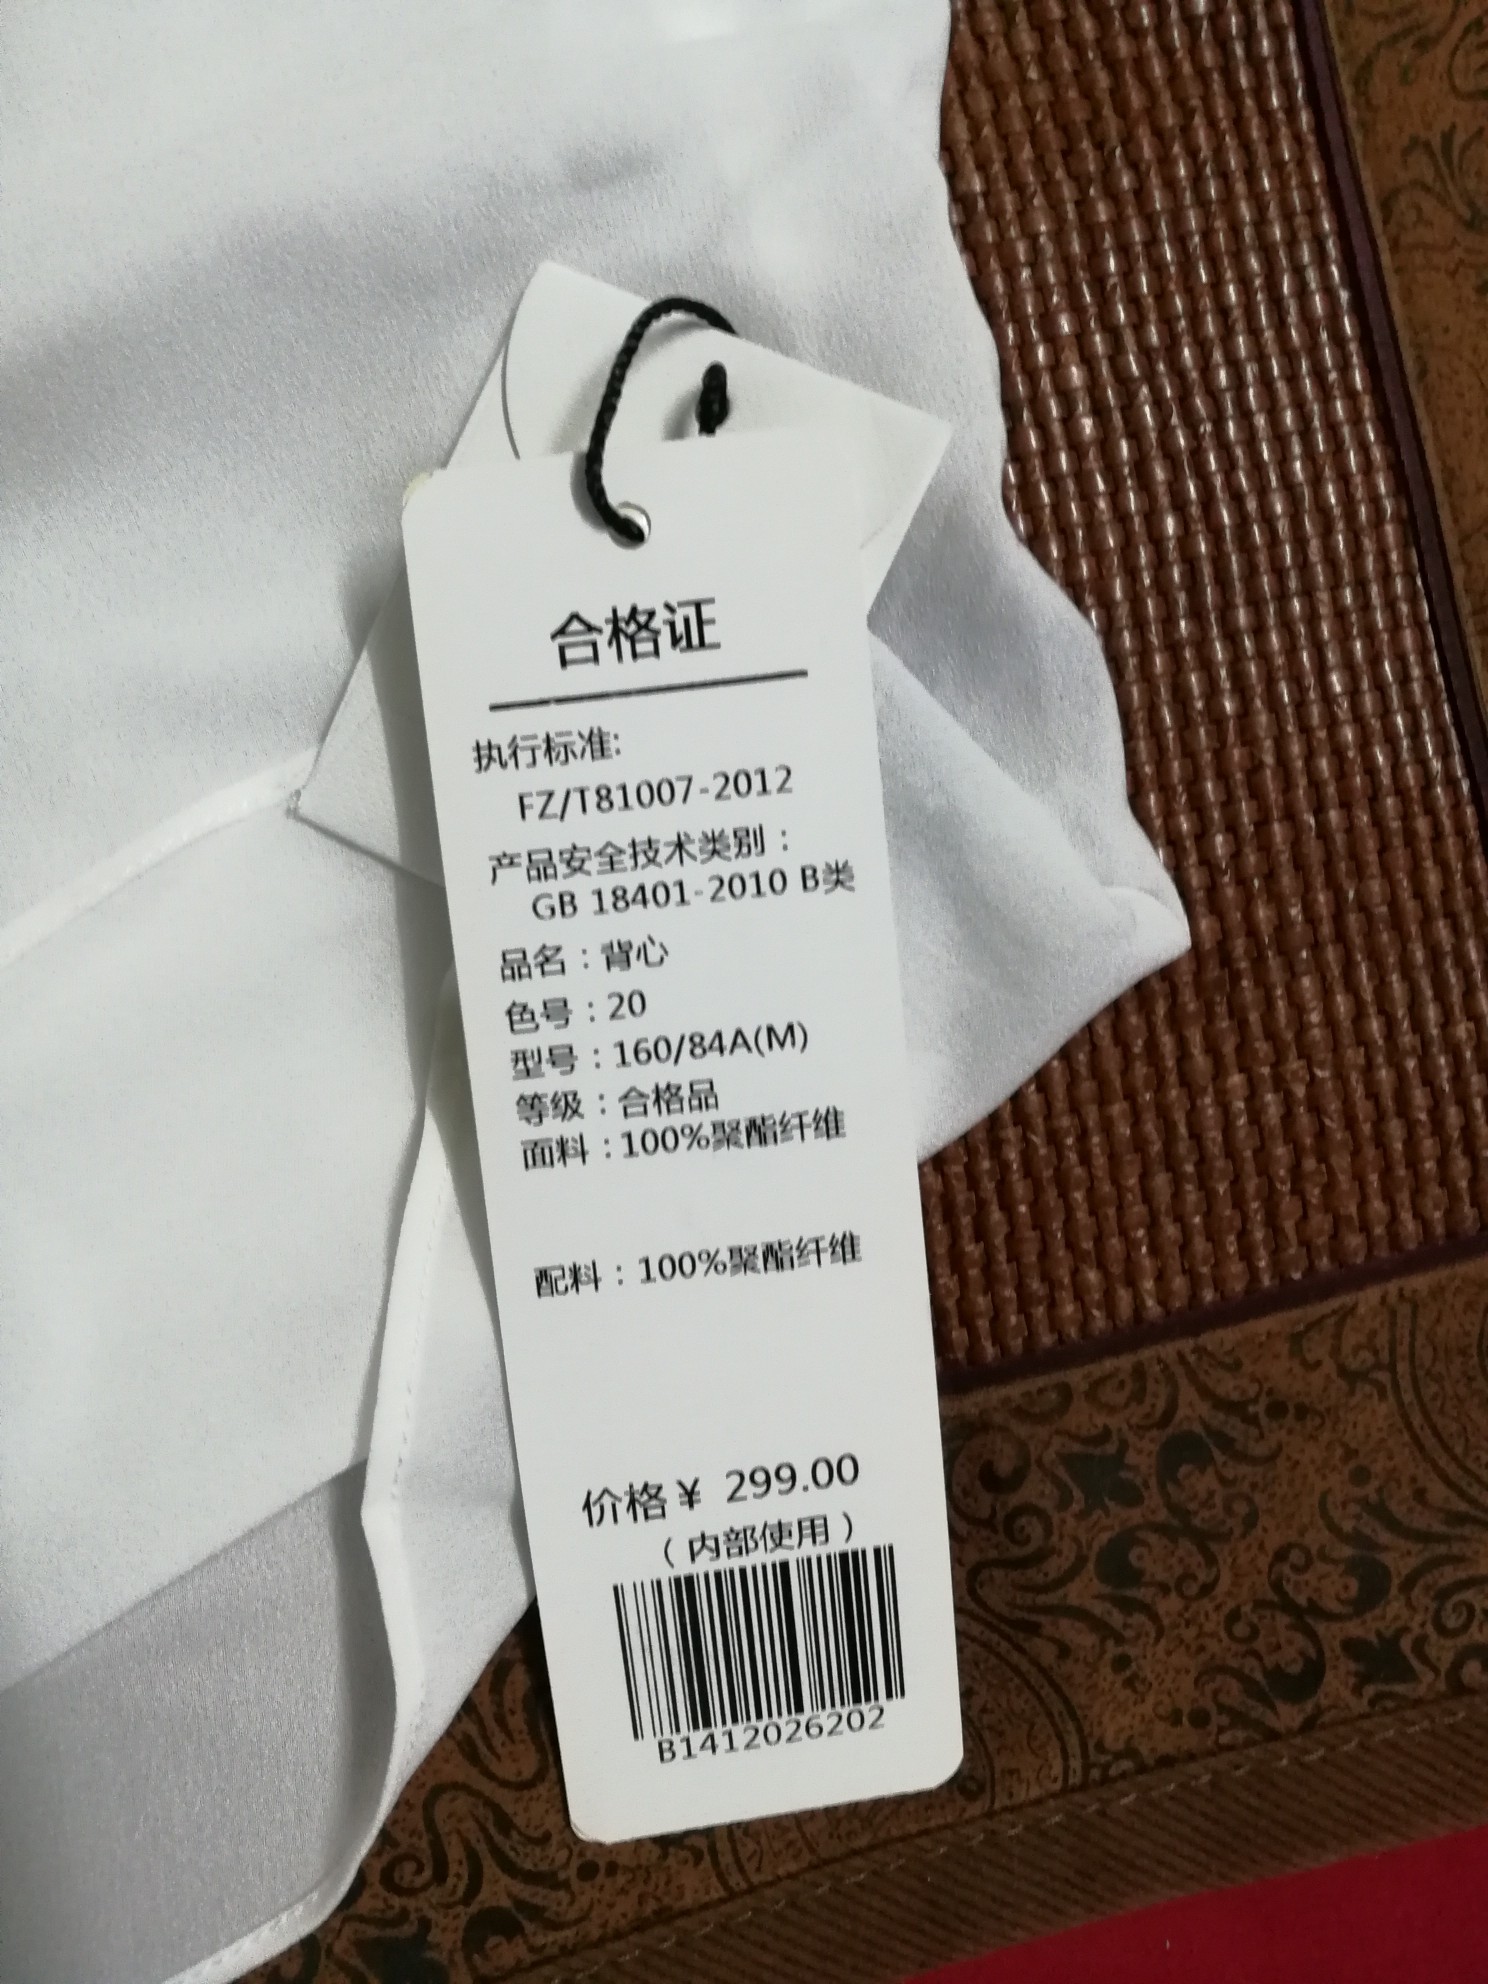 合格证
执行标准:
FZ/T81007-2012
产品安全技术类别：
GB 18401-2010 B类
品名：背心
色号：20
型号：160/84A(M)
等级：合格品
面料：100%聚酯纤维
配料：100%聚酯纤维
价格¥ 299.00
（内部使用）
B1412026202